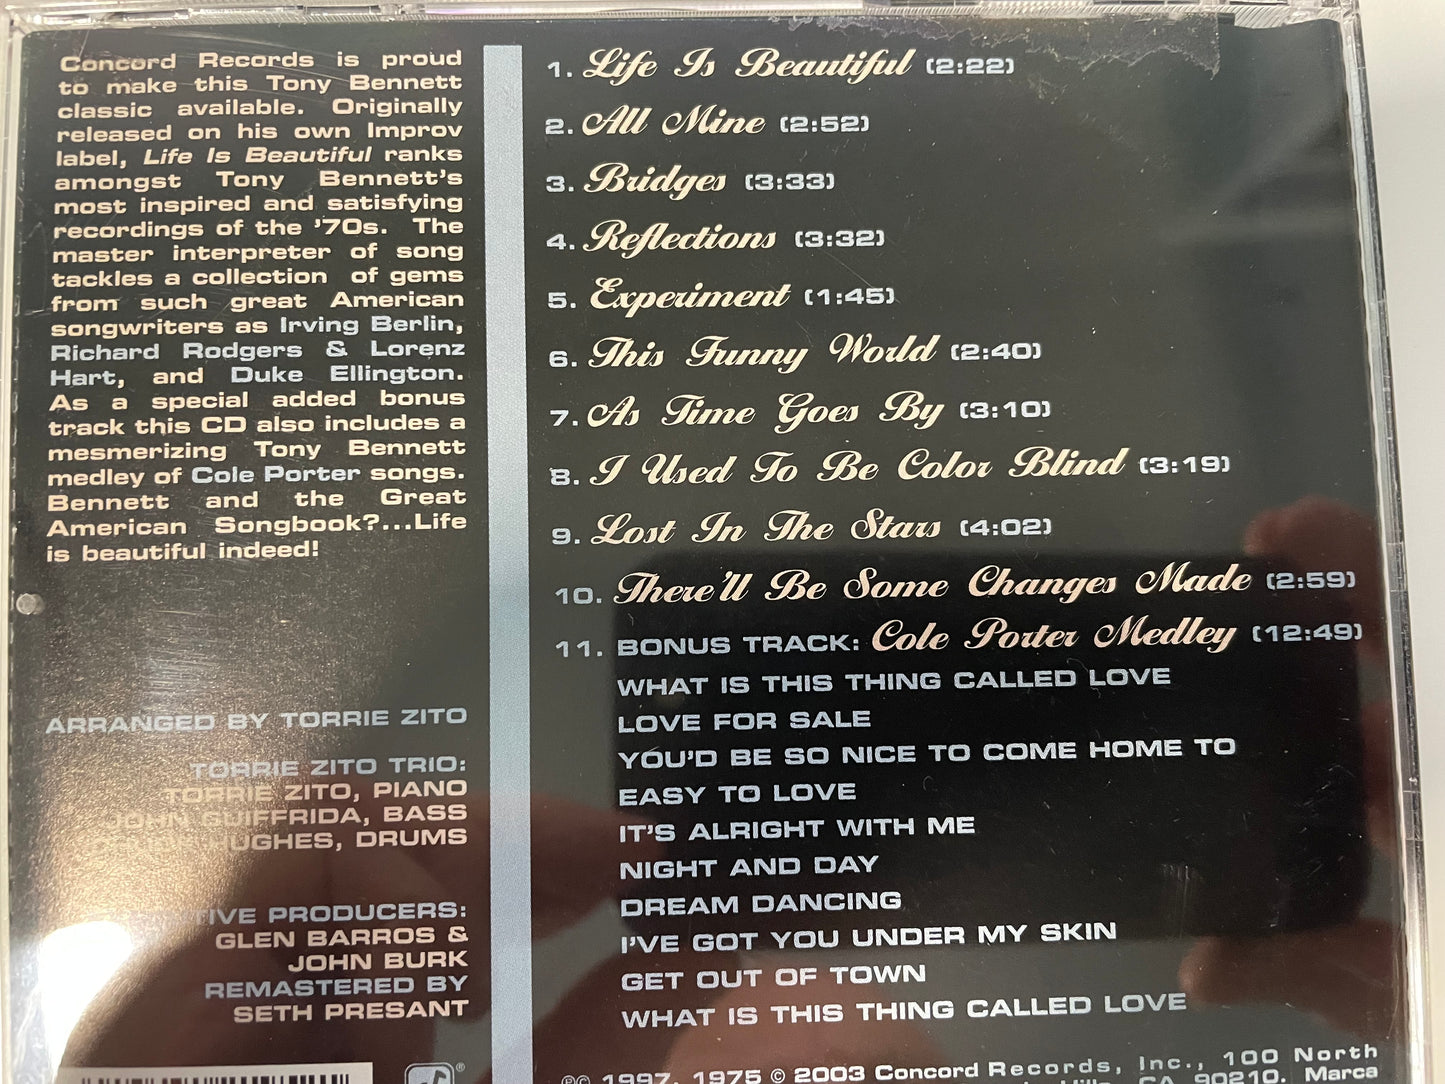 Concord Records is proud
to make this Tony Bennett
classic available. Originally
released on his own Improv
label, Life Is Beautiful ranks
amongst Tony Bennett's
most inspired and satisfying
recordings of the '70s. The
master interpreter of song
tackles a collection of gems
from such great American
songwriters as Irving Berlin,
Richard Rodgers & Lorenz
Hart, and Duke Ellington.
As a special added bonus
track this CD also includes a
mesmerizing Tony Bennett
medley of Cole Porter songs.
Bennett and the Great
American Songbook?...Life
is beautiful indeed!
ARRANGED BY TORRIE ZITO
TORRIE ZITO TRIO:
TORRIE ZITO, PIANO
JOHN GUIFFRIDA, BASS
HUGHES, DRUMS
PRODUCERS:
GLEN BARROS &
JOHN BURK
REMASTERED BY
SETH PRESANT
1. Life Is Beautiful (2:22)
2. All Mine (2:52)
3. Bridges (3:33)
4. Reflections (3:32)
5. Experiment (1:45)
6. This Funny World (2:40)
7. As Time Goes By (3:10)
8. I Used To Be Color Blind (3:19)
9. Lost In The Stars (4:02)
10. There'll Be Some Changes Made (2:59)
11. BONUS TRACK: Cole Porter Medley (12:49)
WHAT IS THIS THING CALLED LOVE
LOVE FOR SALE
YOU'D BE SO NICE TO COME HOME TO
EASY TO LOVE
IT'S ALRIGHT WITH ME
NIGHT AND DAY
DREAM DANCING
I'VE GOT YOU UNDER MY SKIN
GET OUT OF TOWN
WHAT IS THIS THING CALLED LOVE
℗© 1997, 1975 © 2003 Concord Records, Inc., 100 North
Hills, CA 90210. Marca